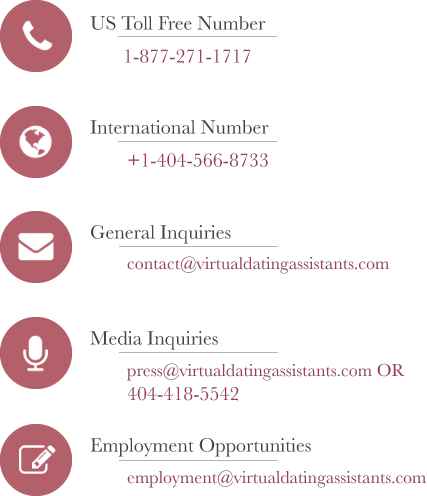 US Toll Free Number
1-877-271-1717
International Number
+1-404-566-8733
General Inquiries
contact@virtualdatingassistants.com
Media Inquiries
press@virtualdatingassistants.com OR
404-418-5542
Employment Opportunities
employment@virtualdatingassistants.com